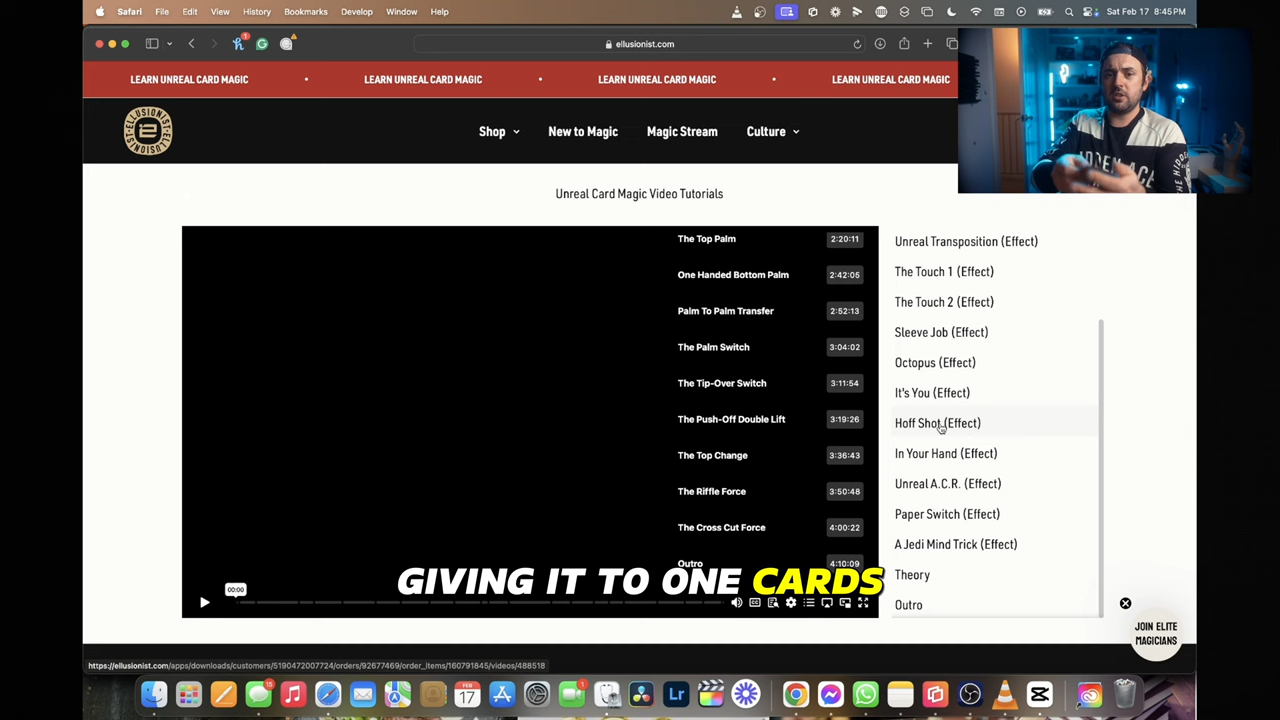 Safari File Edit View History Bookmarks Develop Window Help
Sat Feb 17 8:45 PM
1
ellusionist.com
LEARN UNREAL CARD MAGIC • LEARN UNREAL CARD MAGIC • LEARN UNREAL CARD MAGIC • LEARN UNREAL CARD MAGIC
ELLUSIONIST ELLUSIONIST
Shop New to Magic Magic Stream Culture
Unreal Card Magic Video Tutorials
The Top Palm 2:20:11
One Handed Bottom Palm 2:42:05
Palm To Palm Transfer 2:52:13
The Palm Switch 3:04:02
The Tip-Over Switch 3:11:54
The Push-Off Double Lift 3:19:26
The Top Change 3:36:43
The Riffle Force 3:50:48
The Cross Cut Force 4:00:22
Outro 4:10:09
00:00
Unreal Transposition (Effect)
The Touch 1 (Effect)
The Touch 2 (Effect)
Sleeve Job (Effect)
Octopus (Effect)
It's You (Effect)
Hoff Shot (Effect)
In Your Hand (Effect)
Unreal A.C.R. (Effect)
Paper Switch (Effect)
A Jedi Mind Trick (Effect)
Theory
Outro
GIVING IT TO ONE CARDS
JOIN ELITE
MAGICIANS
https://ellusionist.com/apps/downloads/customers/5190472007724/orders/92677469/order_items/160791845/videos/488518
15
FEB
17
1
Lr